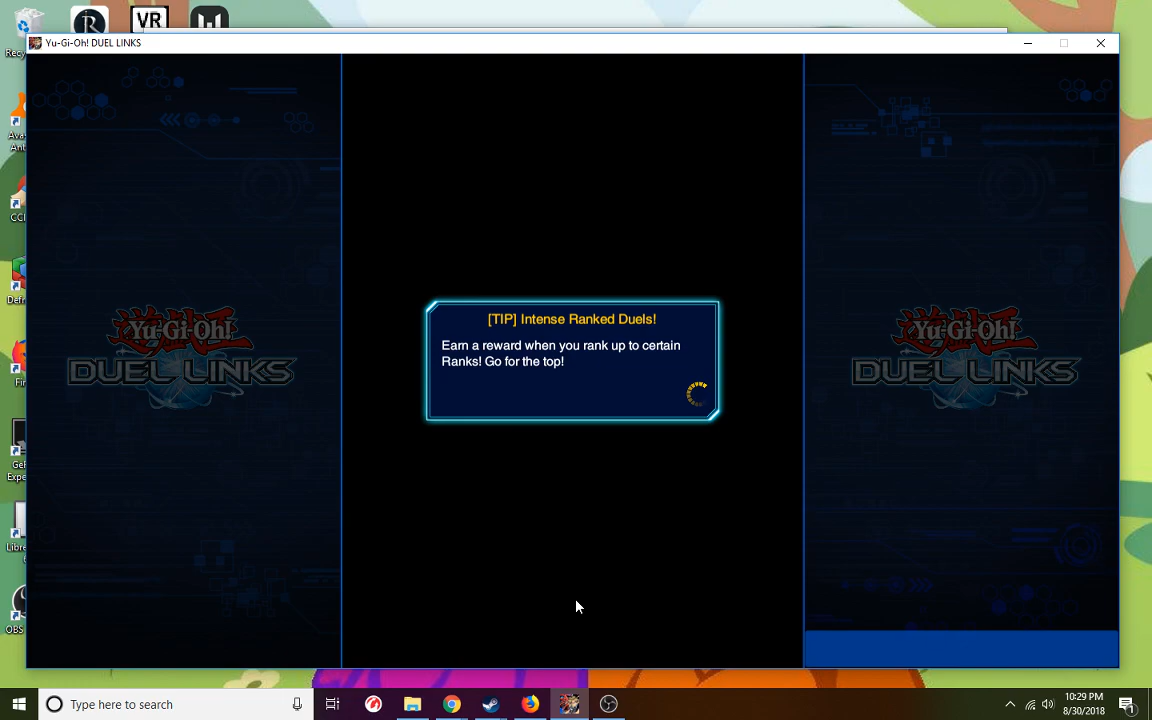 VR
Yu-Gi-Oh! DUEL LINKS
[TIP] Intense Ranked Duels!
Earn a reward when you rank up to certain
Ranks! Go for the top!
Yu-Gi-Oh!
DUEL LINKS
Yu-Gi-Oh!
DUEL LINKS
OBS
Type here to search
10:29 PM
8/30/2018
1